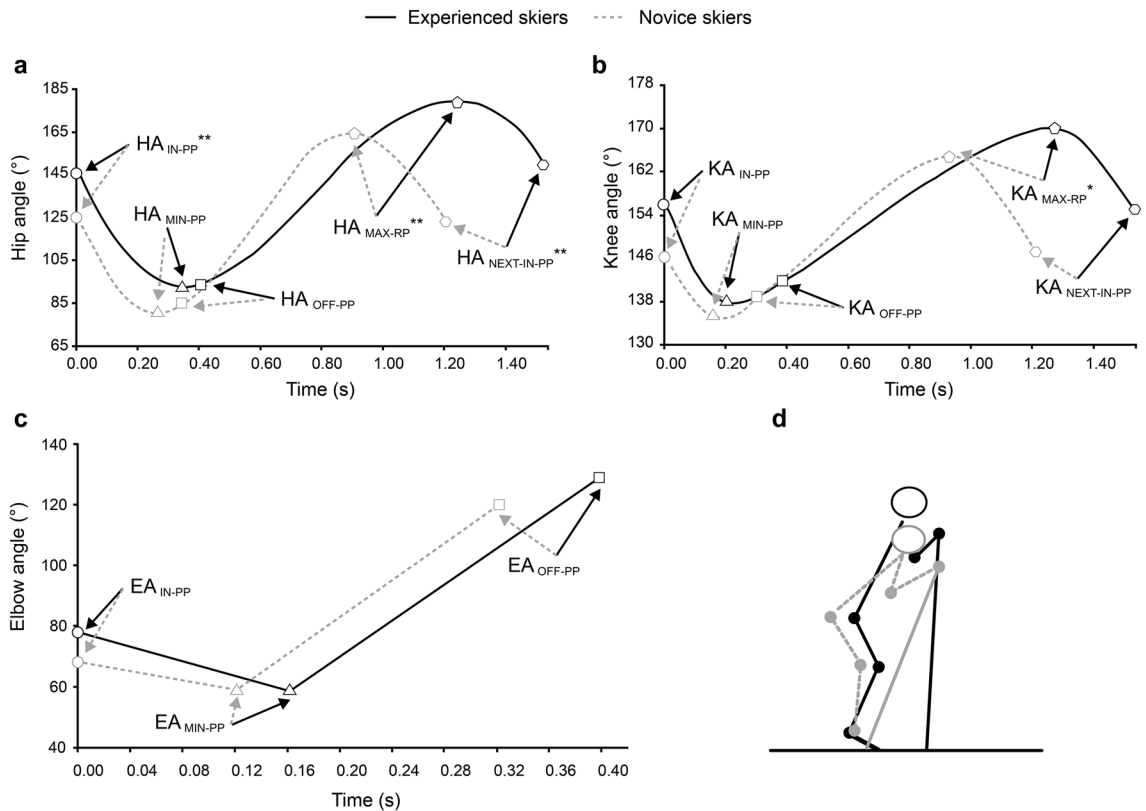 Experienced skiers
Novice skiers
a
Hip angle (°)
185
165
145
125
105
85
65
HA IN-PP**
HA MIN-PP
HA OFF-PP
HA MAX-RP**
HA NEXT-IN-PP**
0.00
0.20
0.40
0.60
0.80
1.00
1.20
1.40
Time (s)
b
Knee angle (°)
178
170
162
154
146
138
130
KA IN-PP
KA MIN-PP
KA OFF-PP
KA MAX-RP*
KA NEXT-IN-PP
0.00
0.20
0.40
0.60
0.80
1.00
1.20
1.40
Time (s)
c
Elbow angle (°)
140
120
100
80
60
40
EA IN-PP
EA MIN-PP
EA OFF-PP
0.00
0.04
0.08
0.12
0.16
0.20
0.24
0.28
0.32
0.36
0.40
Time (s)
d